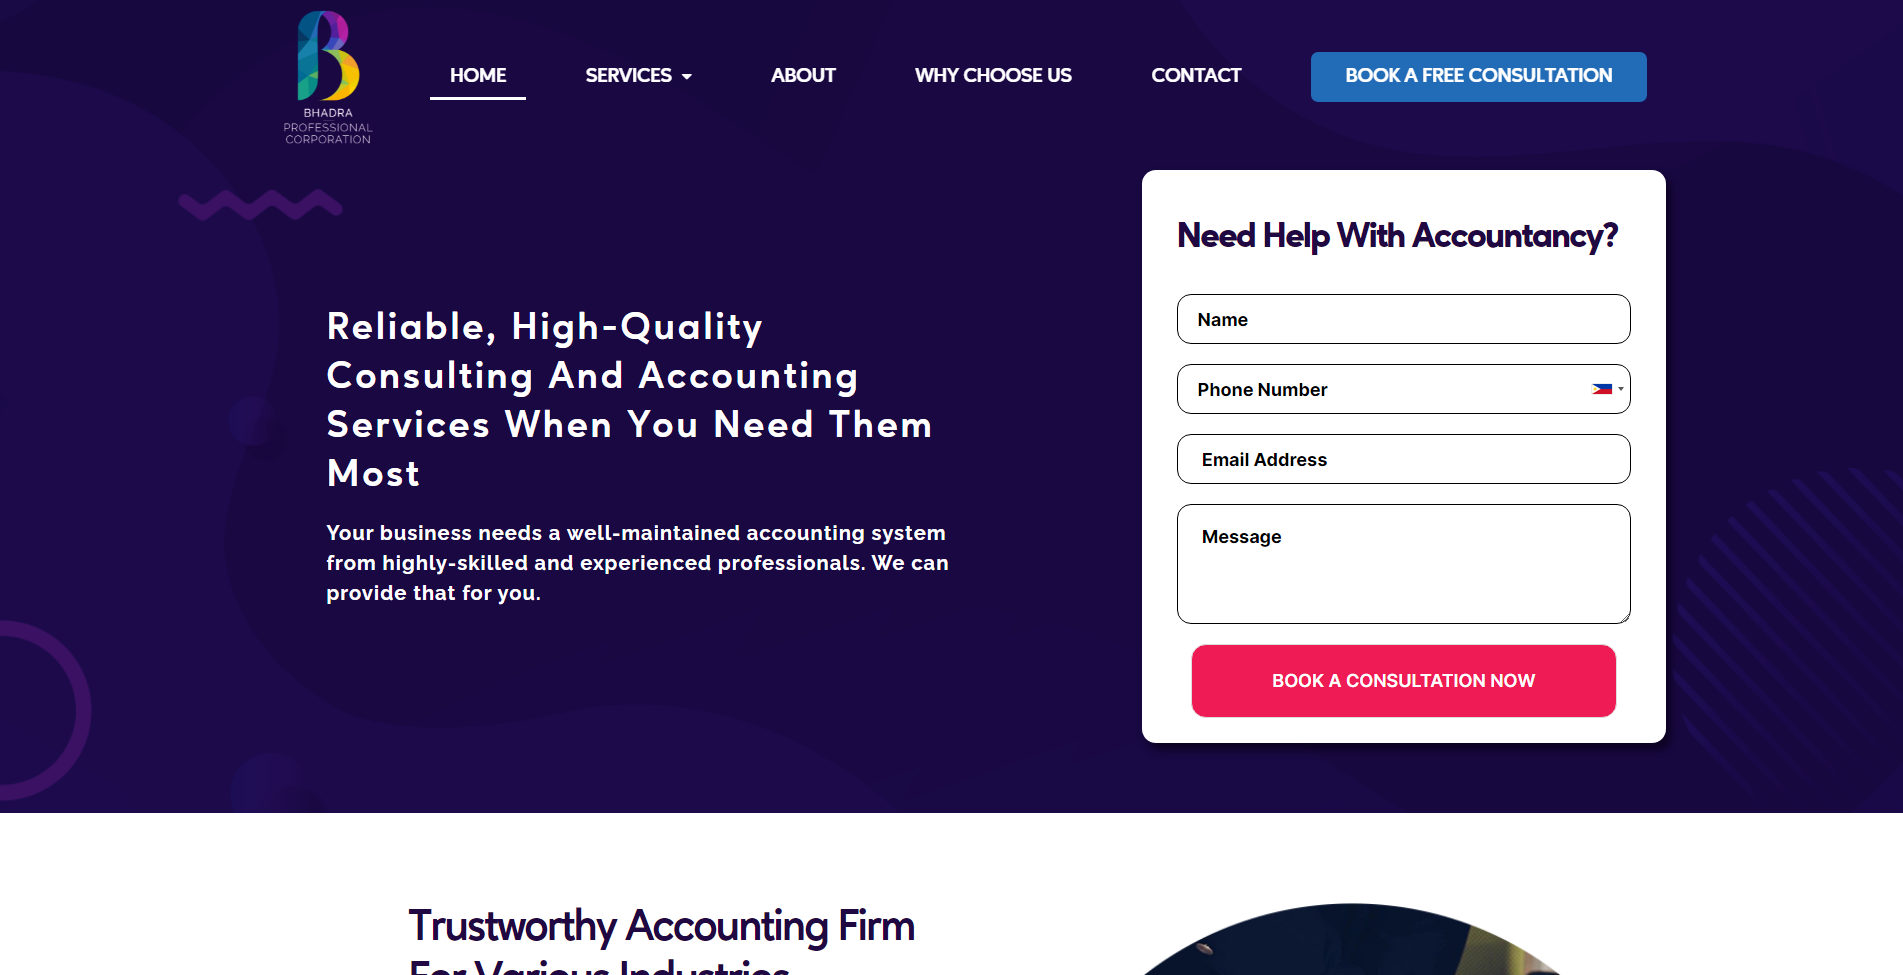 BHADRA
PROFESSIONAL
CORPORATION
HOME
SERVICES
ABOUT
WHY CHOOSE US
CONTACT
BOOK A FREE CONSULTATION
Reliable, High-Quality
Consulting And Accounting
Services When You Need Them
Most
Your business needs a well-maintained accounting system
from highly-skilled and experienced professionals. We can
provide that for you.
Need Help With Accountancy?
Name
Phone Number
Email Address
Message
BOOK A CONSULTATION NOW
Trustworthy Accounting Firm
For Various Industries